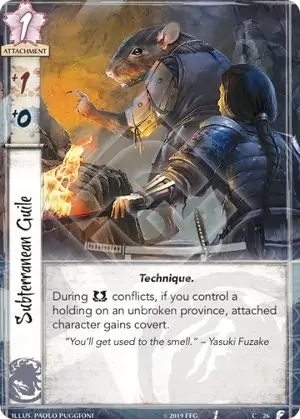 1
ATTACHMENT
+1
+0
Subterranean Guile
Technique.
During conflicts, if you control a
holding on an unbroken province, attached
character gains covert.
“You’ll get used to the smell.” – Yasuki Fuzake
ILLUS. PAOLO PUGGIONI
©2019 FFG
C 26